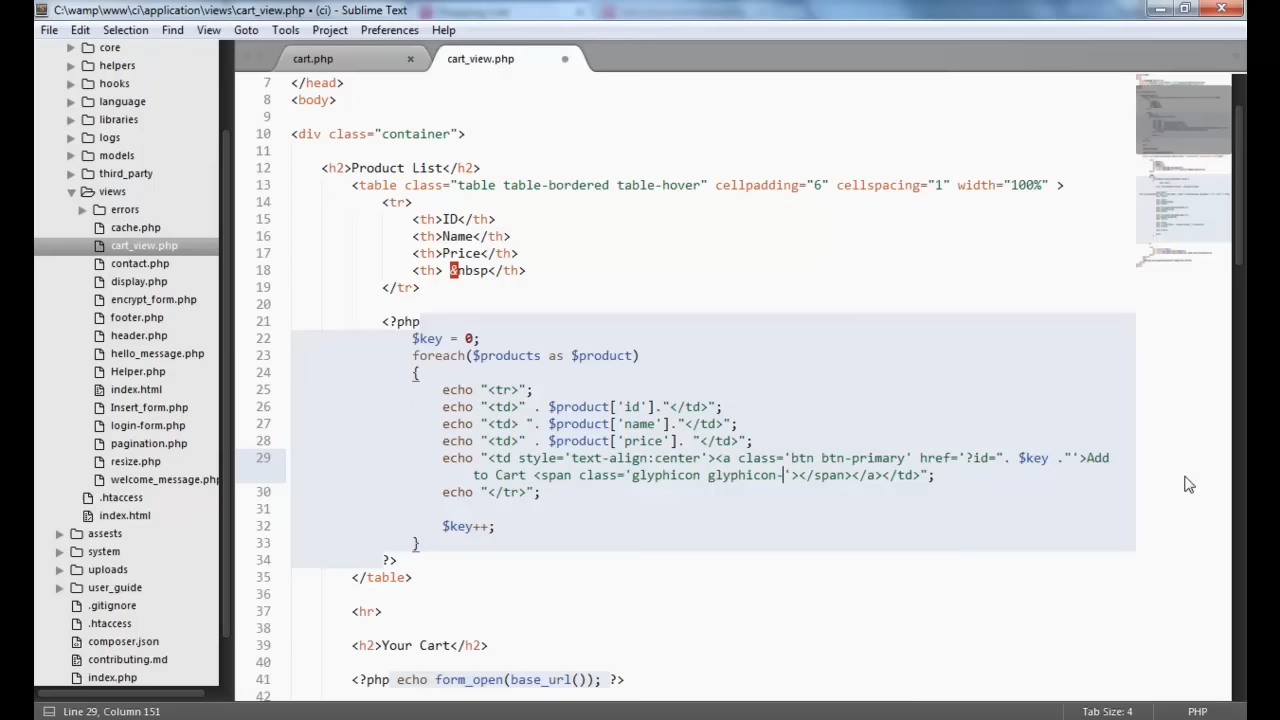 C:\wamp\www\ci\application\views\cart_view.php • (ci) - Sublime Text
File Edit Selection Find View Goto Tools Project Preferences Help
core
helpers
hooks
language
libraries
logs
models
third_party
views
errors
cache.php
cart_view.php
contact.php
display.php
encrypt_form.php
footer.php
header.php
hello_message.php
Helper.php
index.html
Insert_form.php
login-form.php
pagination.php
resize.php
welcome_message.php
.htaccess
index.html
assests
system
uploads
user_guide
.gitignore
.htaccess
composer.json
contributing.md
index.php
cart.php × cart_view.php
7 </head>
8 <body>
9
10 <div class="container">
11
12 <h2>Product List</h2>
13 <table class="table table-bordered table-hover" cellpadding="6" cellspacing="1" width="100%" >
14 <tr>
15 <th>ID</th>
16 <th>Name</th>
17 <th>Price</th>
18 <th> &nbsp</th>
19 </tr>
20
21 <?php
22 $key = 0;
23 foreach($products as $product)
24 {
25 echo "<tr>";
26 echo "<td>" . $product['id']."</td>";
27 echo "<td> ". $product['name']."</td>";
28 echo "<td>" . $product['price']. "</td>";
29 echo "<td style='text-align:center'><a class='btn btn-primary' href='?id=". $key ."'>Add
to Cart <span class='glyphicon glyphicon-'></span></a></td>";
30 echo "</tr>";
31
32 $key++;
33 }
34 ?>
35 </table>
36
37 <hr>
38
39 <h2>Your Cart</h2>
40
41 <?php echo form_open(base_url()); ?>
42
Line 29, Column 151 Tab Size: 4 PHP